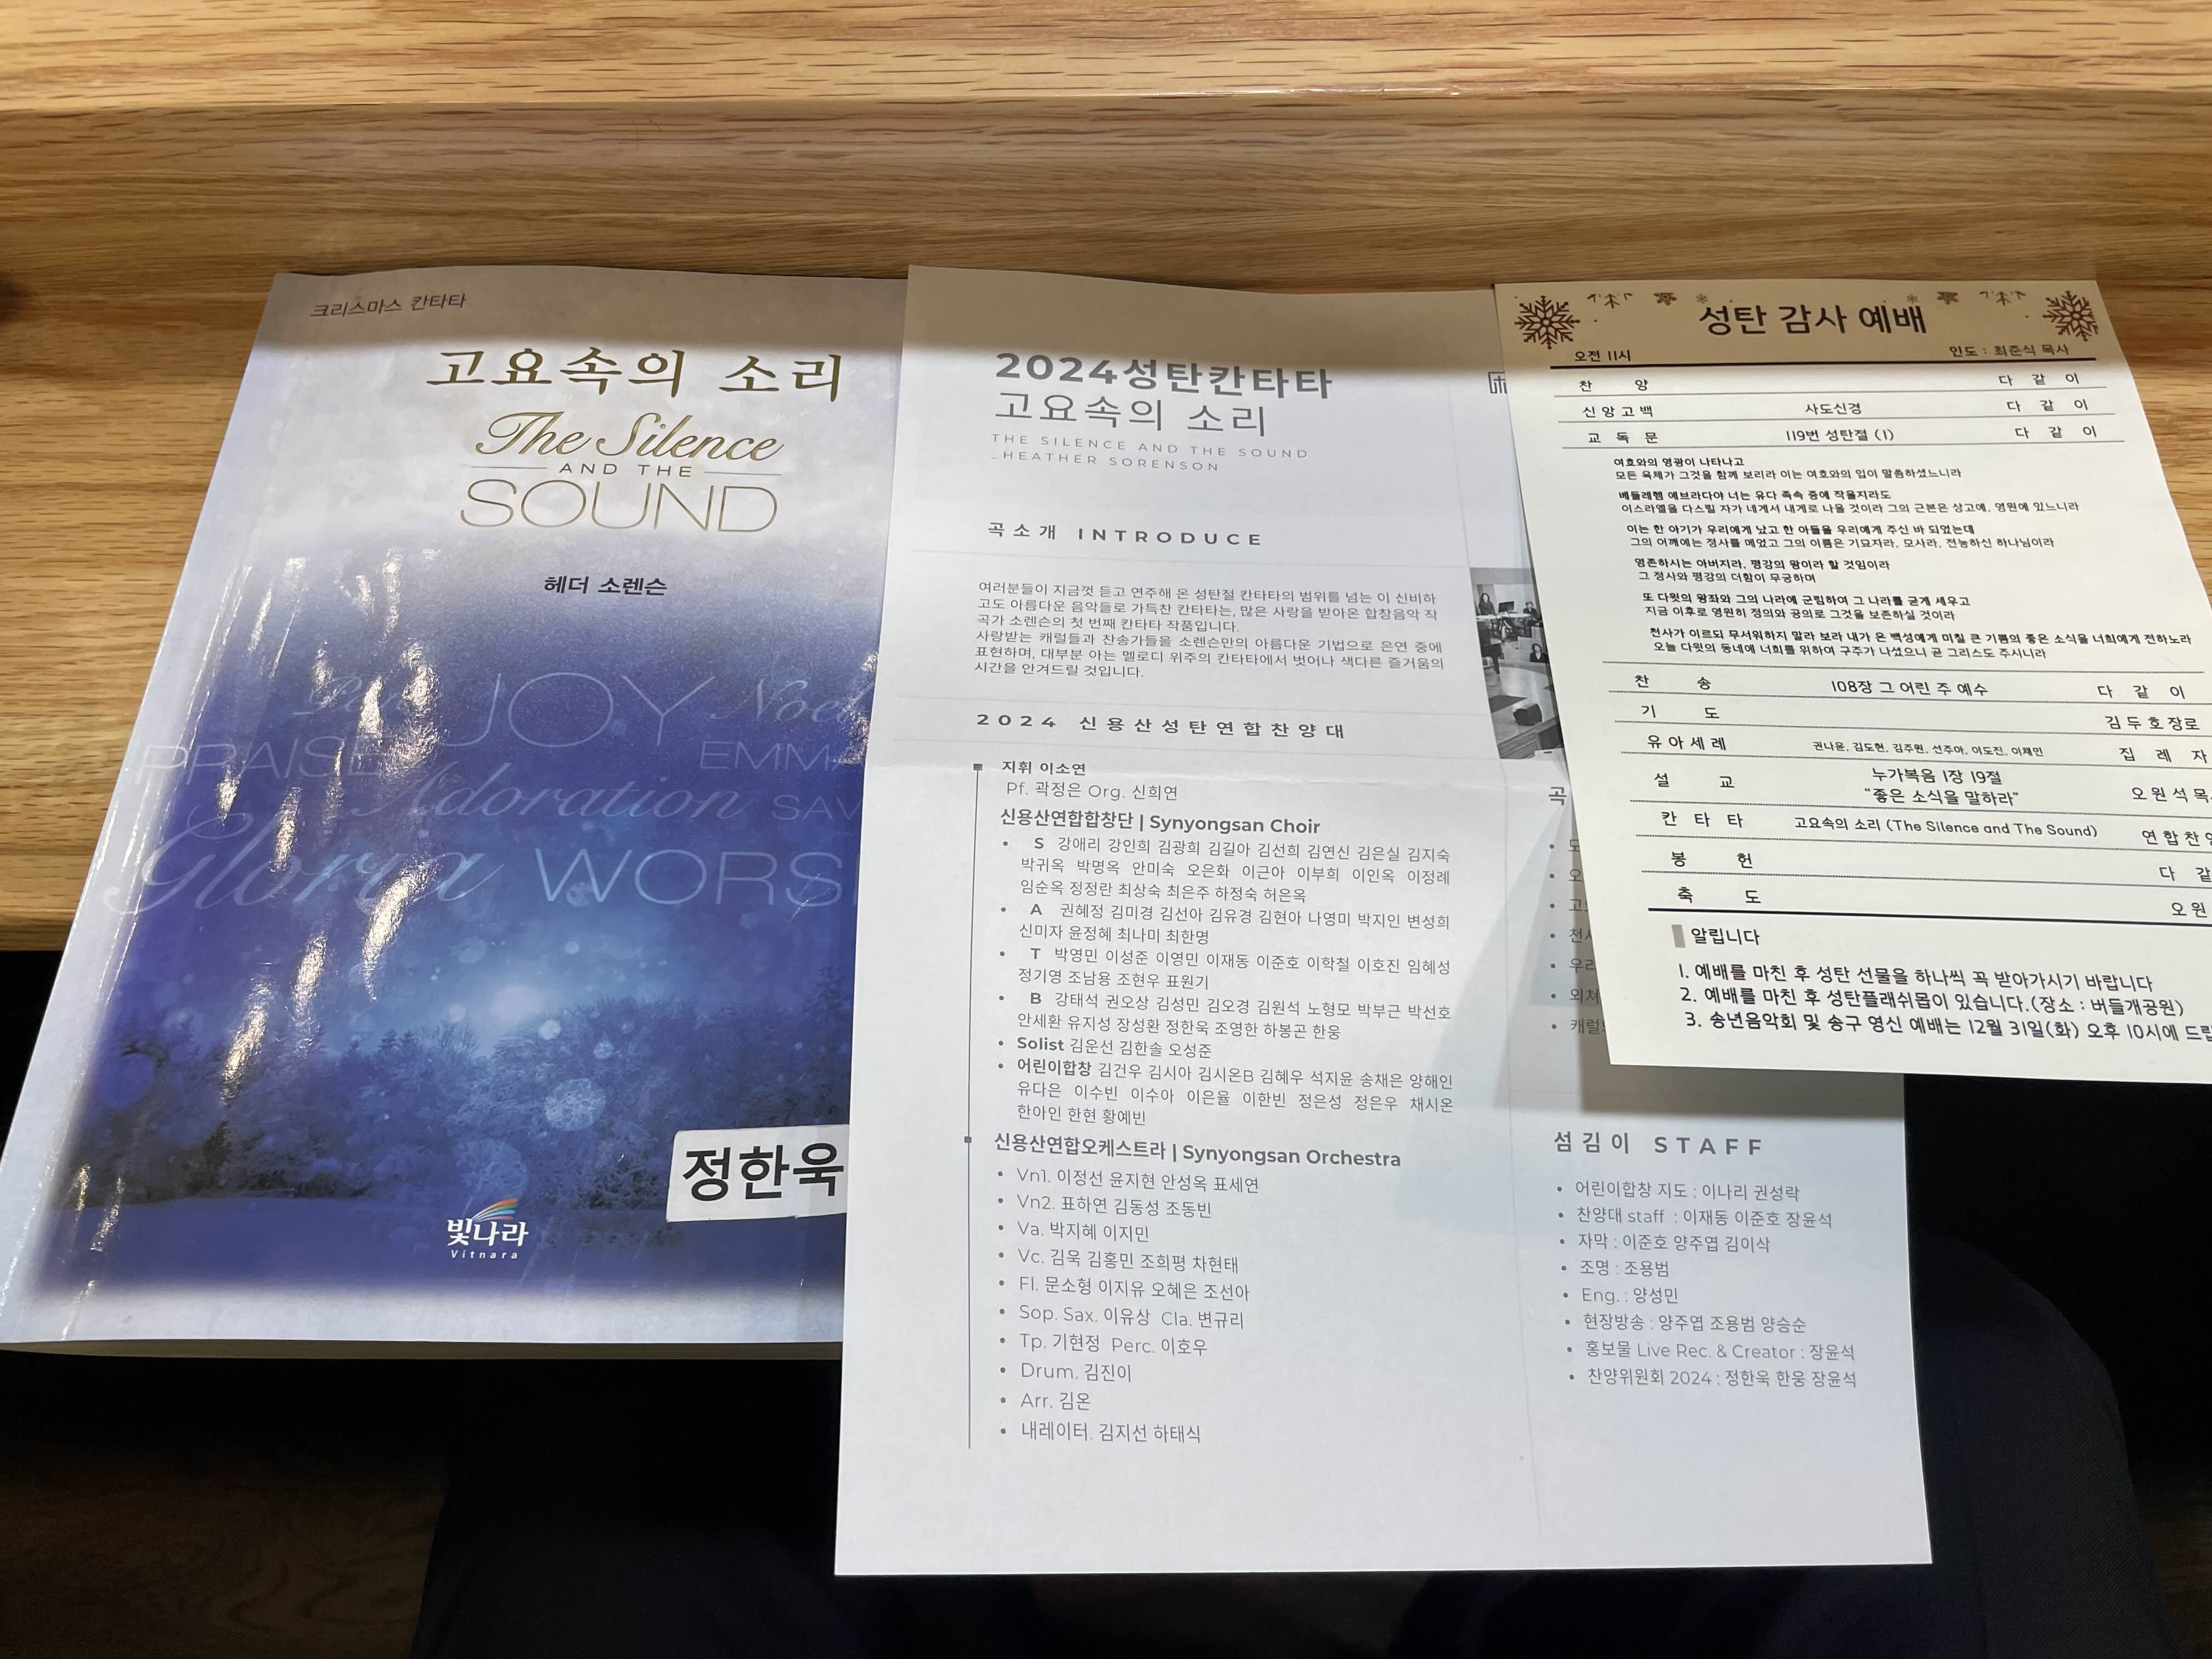 크리스마스 칸타타
고요속의 소리
The Silence
AND THE
SOUND
헤더 소렌슨
JOY Noel
PRAISE
EMMA
Adoration SAV
Gloria WORS
정한욱
빛나라
Vitnara
2024성탄칸타타
고요속의 소리
THE SILENCE AND THE SOUND
_HEATHER SORENSON
곡소개 INTRODUCE
여러분들이 지금껏 듣고 연주해 온 성탄절 칸타타의 범위를 넘는 이 신비하
고도 아름다운 음악들로 가득찬 칸타타는, 많은 사랑을 받아온 합창음악 작
곡가 소렌슨의 첫 번째 칸타타 작품입니다.
사랑받는 캐럴들과 찬송가들을 소렌슨만의 아름다운 기법으로 은연 중에
표현하며, 대부분 아는 멜로디 위주의 칸타타에서 벗어나 색다른 즐거움의
시간을 안겨드릴 것입니다.
2024 신용산성탄연합찬양대
지휘 이소연
Pf. 곽정은 Org. 신희연
신용산연합합창단 | Synyongsan Choir
• S 강애리 강인희 김광희 김길아 김선희 김연신 김은실 김지숙
박귀옥 박명옥 안미숙 오은화 이근아 이부희 이인옥 이정례
임순옥 정정란 최상숙 최은주 하정숙 허은옥
• A 권혜정 김미경 김선아 김유경 김현아 나영미 박지인 변성희
신미자 윤정혜 최나미 최한명
• T 박영민 이성준 이영민 이재동 이준호 이학철 이호진 임혜성
정기영 조남용 조현우 표원기
• B 강태석 권오상 김성민 김오경 김원석 노형모 박부근 박선호
안세환 유지성 장성환 정한욱 조영한 하봉곤 한웅
• Solist 김운선 김한솔 오성준
• 어린이합창 김건우 김시아 김시온B 김혜우 석지윤 송채은 양해인
유다은 이수빈 이수아 이은율 이한빈 정은성 정은우 채시온
한아인 한현 황예빈
신용산연합오케스트라 | Synyongsan Orchestra
• Vn1. 이정선 윤지현 안성옥 표세연
• Vn2. 표하연 김동성 조동빈
• Va. 박지혜 이지민
• Vc. 김욱 김홍민 조희평 차현태
• Fl. 문소형 이지유 오혜은 조선아
• Sop. Sax. 이유상 Cla. 변규리
• Tp. 기현정 Perc. 이호우
• Drum. 김진이
• Arr. 김온
• 내레이터. 김지선 하태식
곡
• 오
• 고
• 천사
• 우리
• 외쳐
• 캐럴
섬김이 STAFF
• 어린이합창 지도 : 이나리 권성락
• 찬양대 staff : 이재동 이준호 장윤석
• 자막 : 이준호 양주엽 김이삭
• 조명 : 조용범
• Eng. : 양성민
• 현장방송 : 양주엽 조용범 양승순
• 홍보물 Live Rec. & Creator : 장윤석
• 찬양위원회 2024 : 정한욱 한웅 장윤석
성탄 감사 예배
오전 11시 인도 : 최준식 목사
찬 양 다 같 이
신앙고백 사도신경 다 같 이
교 독 문 119번 성탄절 (1) 다 같 이
여호와의 영광이 나타나고
모든 육체가 그것을 함께 보리라 이는 여호와의 입이 말씀하셨느니라
베들레헴 에브라다야 너는 유다 족속 중에 작을지라도
이스라엘을 다스릴 자가 네게서 내게로 나올 것이라 그의 근본은 상고에, 영원에 있느니라
이는 한 아기가 우리에게 났고 한 아들을 우리에게 주신 바 되었는데
그의 어깨에는 정사를 메었고 그의 이름은 기묘자라, 모사라, 전능하신 하나님이라
영존하시는 아버지라, 평강의 왕이라 할 것임이라
그 정사와 평강의 더함이 무궁하며
또 다윗의 왕좌와 그의 나라에 군림하여 그 나라를 굳게 세우고
지금 이후로 영원히 정의와 공의로 그것을 보존하실 것이라
천사가 이르되 무서워하지 말라 보라 내가 온 백성에게 미칠 큰 기쁨의 좋은 소식을 너희에게 전하노라
오늘 다윗의 동네에 너희를 위하여 구주가 나셨으니 곧 그리스도 주시니라
찬 송 108장 그 어린 주 예수 다 같 이
기 도 김두호장로
유아세례 권나윤, 김도현, 김주원, 선주아, 이도진, 이채민 집 례 자
설 교 누가복음 1장 19절
“좋은 소식을 말하라” 오원석목
칸 타 타 고요속의 소리 (The Silence and The Sound) 연합찬양
봉 헌 다 같
축 도 오원
알립니다
1. 예배를 마친 후 성탄 선물을 하나씩 꼭 받아가시기 바랍니다
2. 예배를 마친 후 성탄플래쉬몹이 있습니다.(장소 : 버들개공원)
3. 송년음악회 및 송구 영신 예배는 12월 31일(화) 오후 10시에 드립